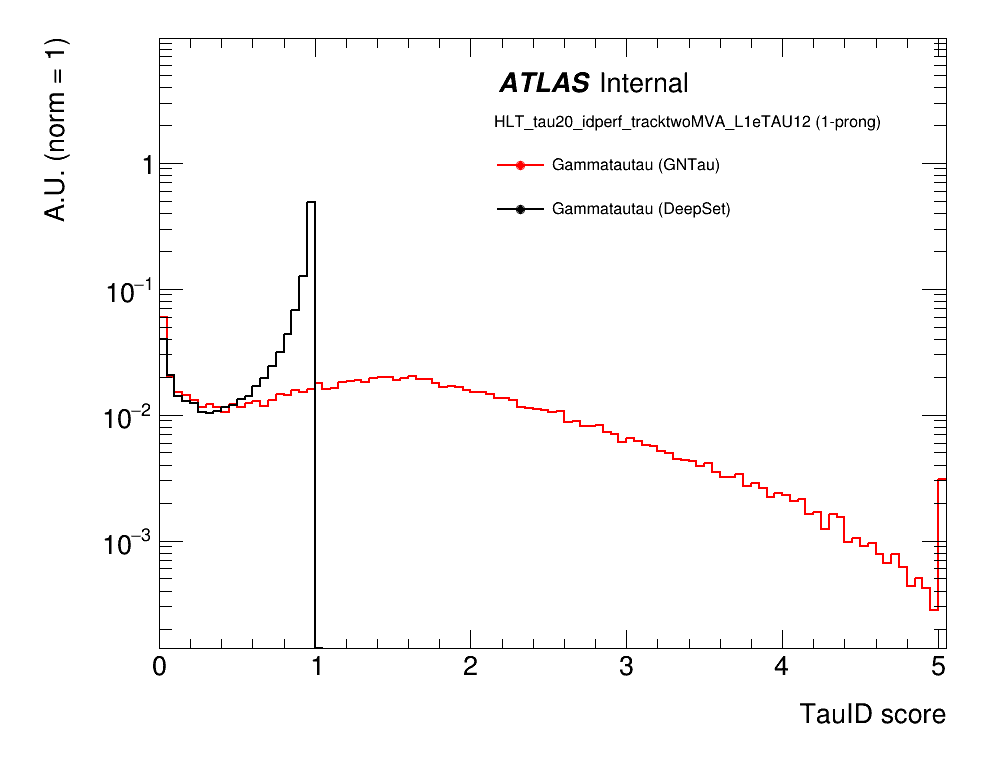 A.U. (norm = 1)
ATLAS Internal
HLT_tau20_idperf_tracktwoMVA_L1eTAU12 (1-prong)
Gammatautau (GNTau)
Gammatautau (DeepSet)
1
10⁻¹
10⁻²
10⁻³
0 1 2 3 4 5
TauID score